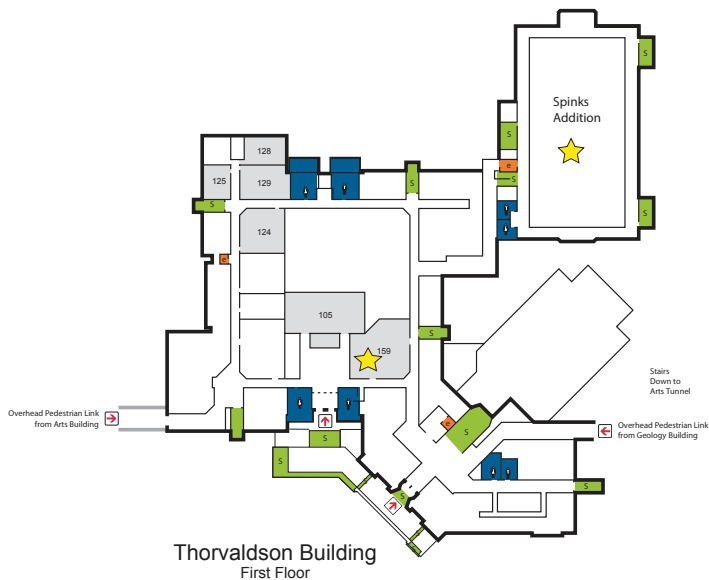 Spinks
Addition
S
S
e
S
S
128
125
129
S
S
124
e
105
159
S
Stairs
Down to
Arts Tunnel
Overhead Pedestrian Link
from Arts Building
S
e
S
S
Overhead Pedestrian Link
from Geology Building
S
S
S
S
Thorvaldson Building
First Floor